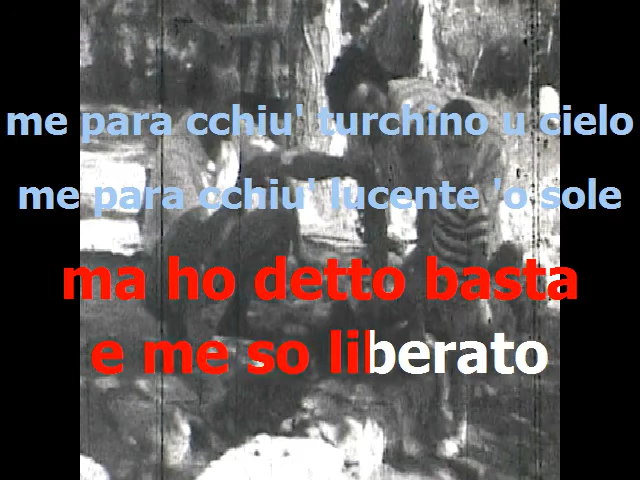 me para cchiu' turchino u cielo
me para cchiu' lucente 'o sole
ma ho detto basta
e me so liberato